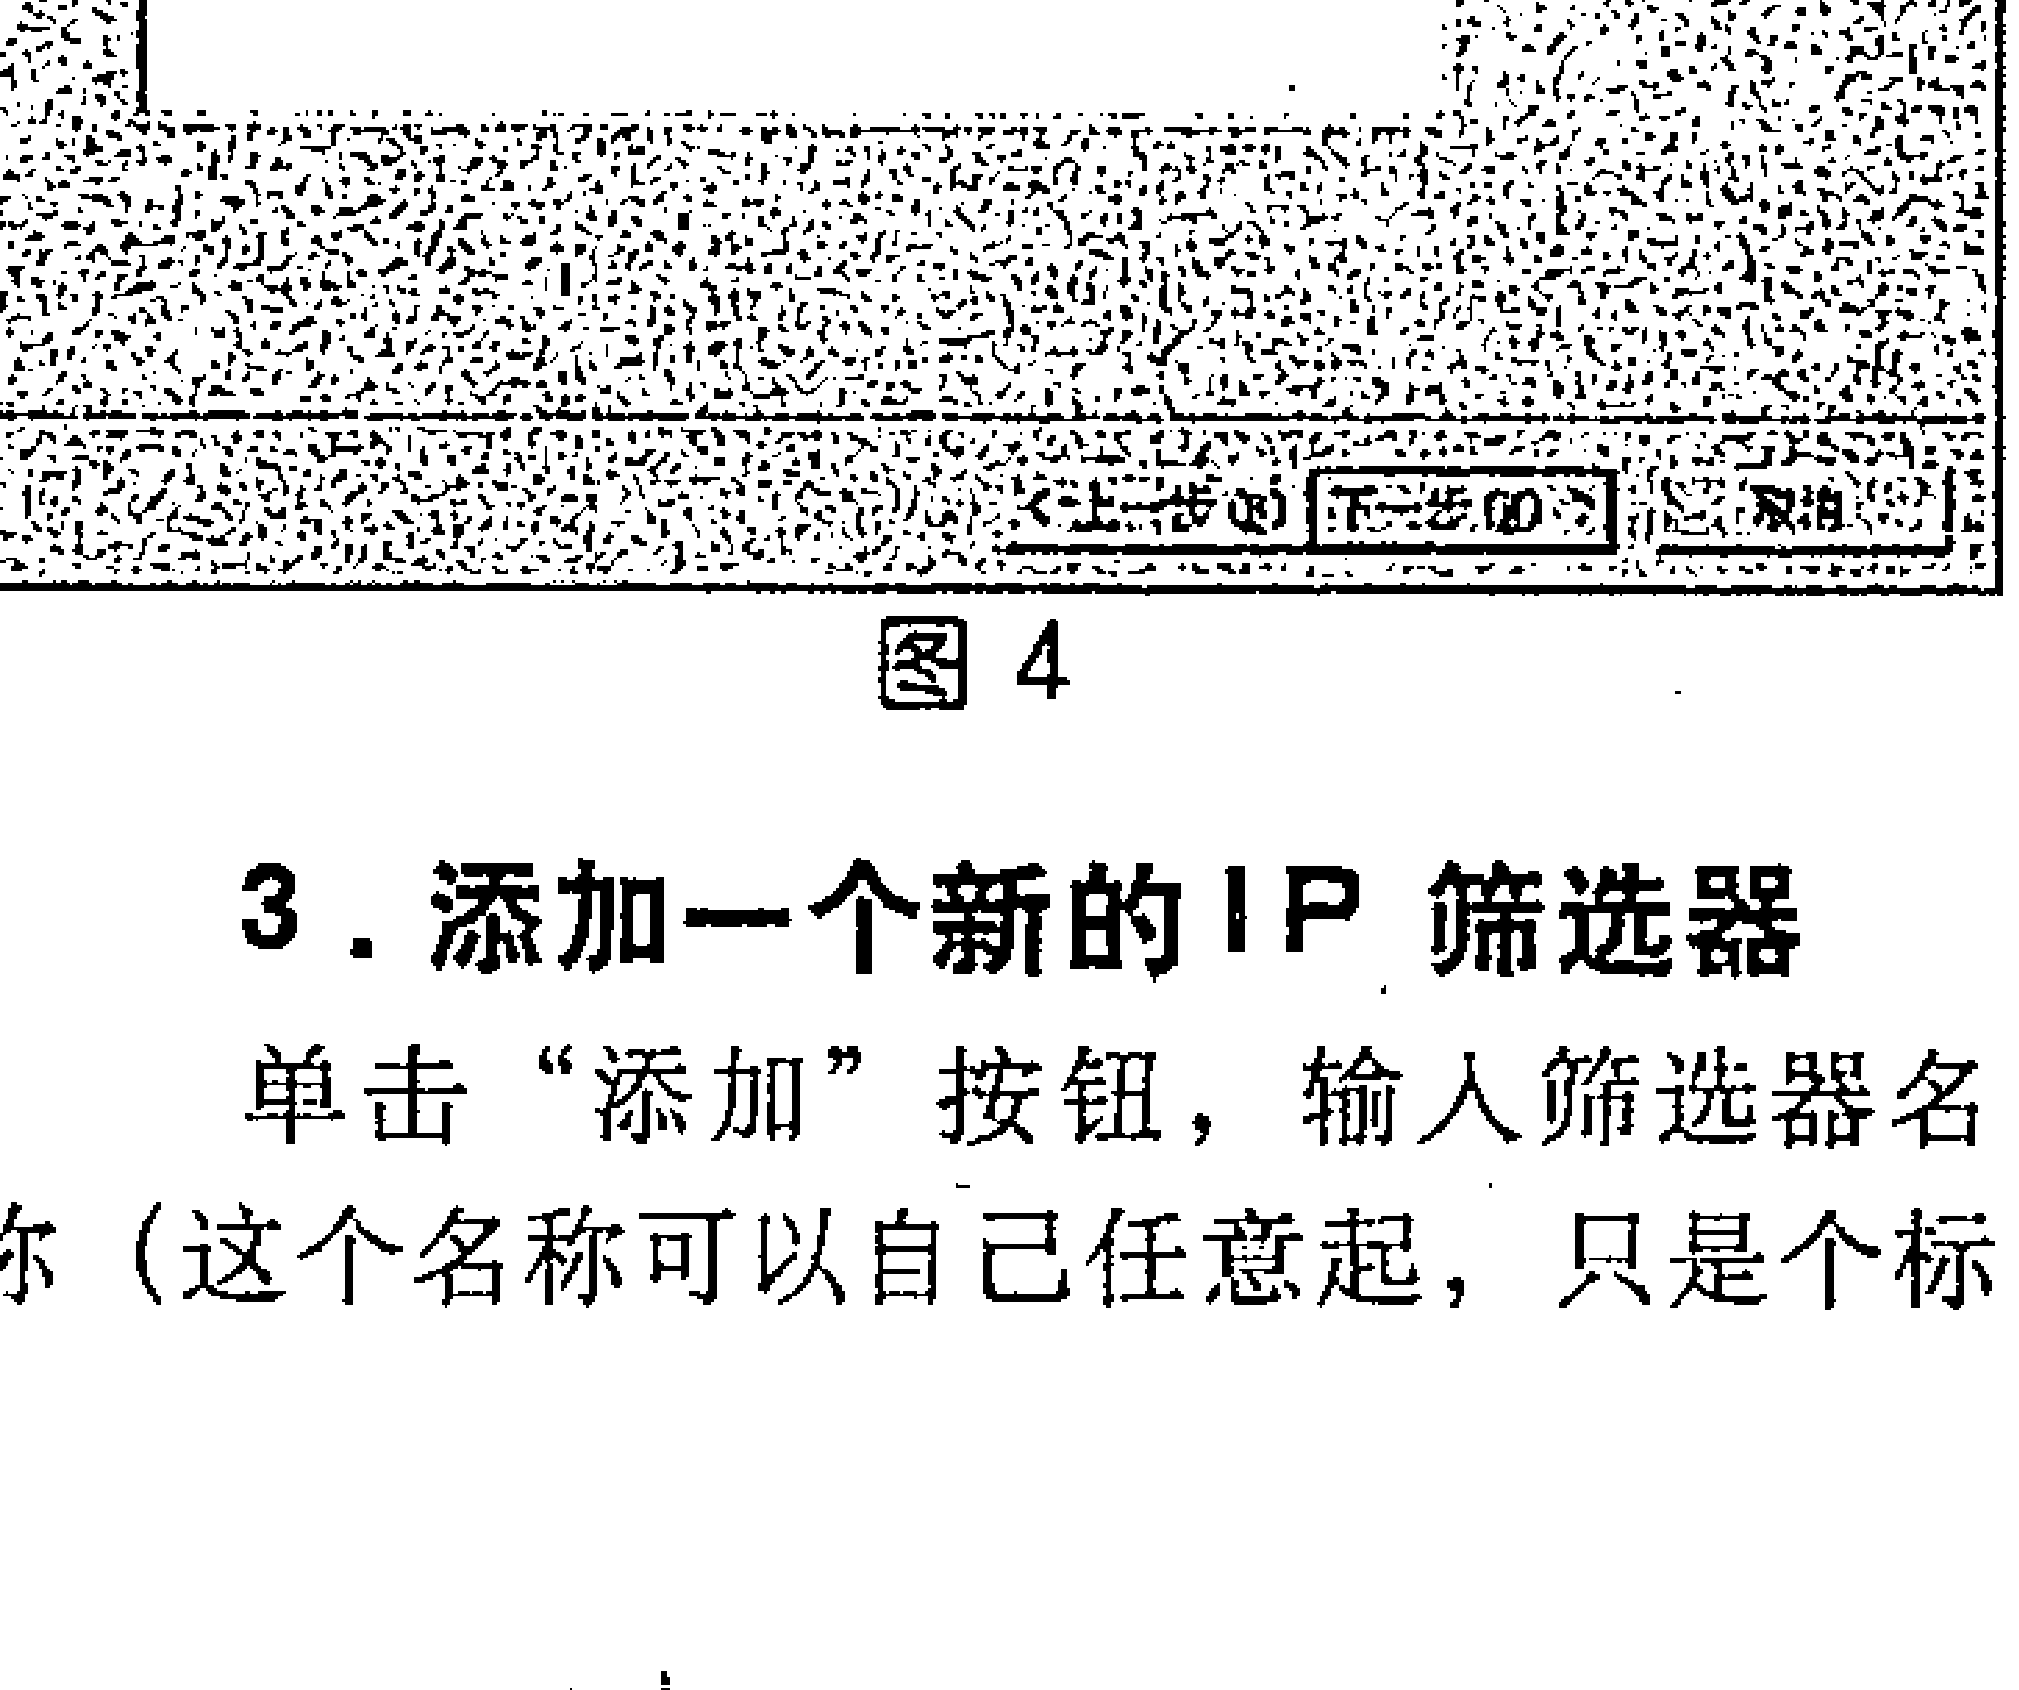 <上一步(B) 下一步(N)> 取消
图 4
3.添加一个新的IP 筛选器
单击“添加”按钮，输入筛选器名
称（这个名称可以自己任意起，只是个标